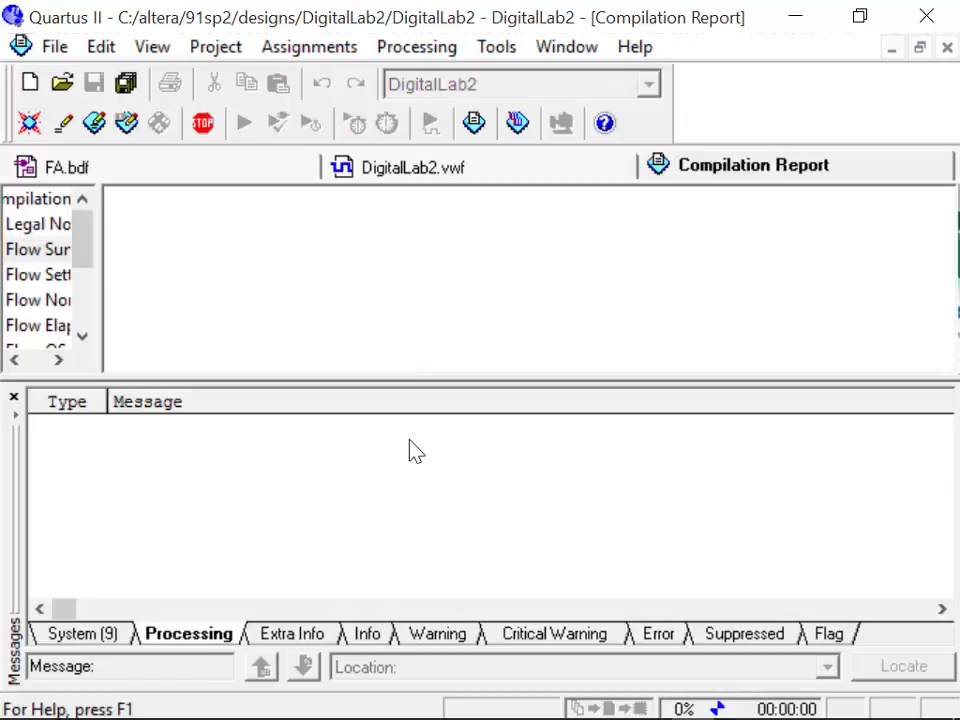 Quartus II - C:/altera/91sp2/designs/DigitalLab2/DigitalLab2 - DigitalLab2 - [Compilation Report]
File Edit View Project Assignments Processing Tools Window Help
DigitalLab2
STOP
FA.bdf DigitalLab2.vwf Compilation Report
mpilation
Legal No
Flow Sur
Flow Sett
Flow Nor
Flow Elap
Type Message
System (9) Processing Extra Info Info Warning Critical Warning Error Suppressed Flag
Messages
Message: Location: Locate
For Help, press F1 0% 00:00:00